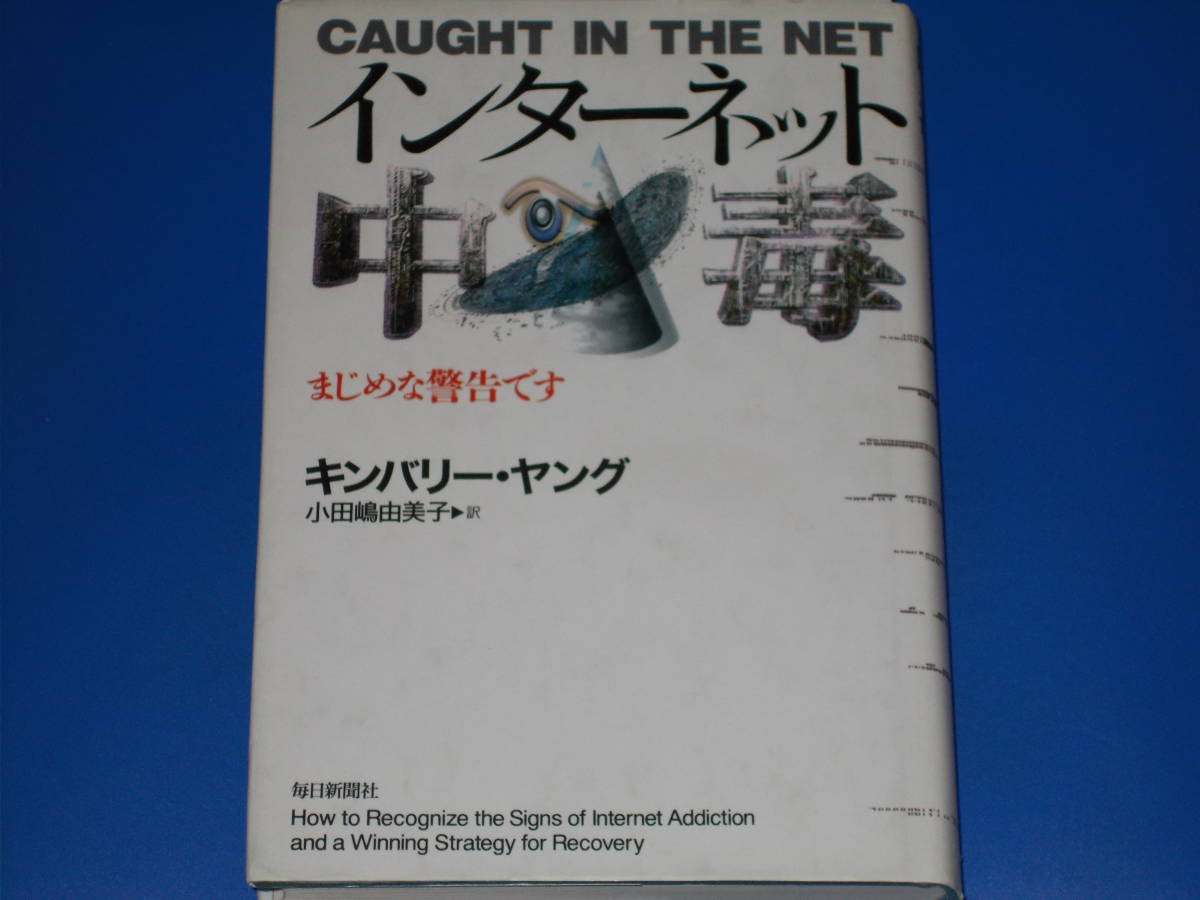 CAUGHT IN THE NET
インターネット
中毒
まじめな警告です
キンバリー・ヤング
小田嶋由美子▶訳
毎日新聞社
How to Recognize the Signs of Internet Addiction
and a Winning Strategy for Recovery